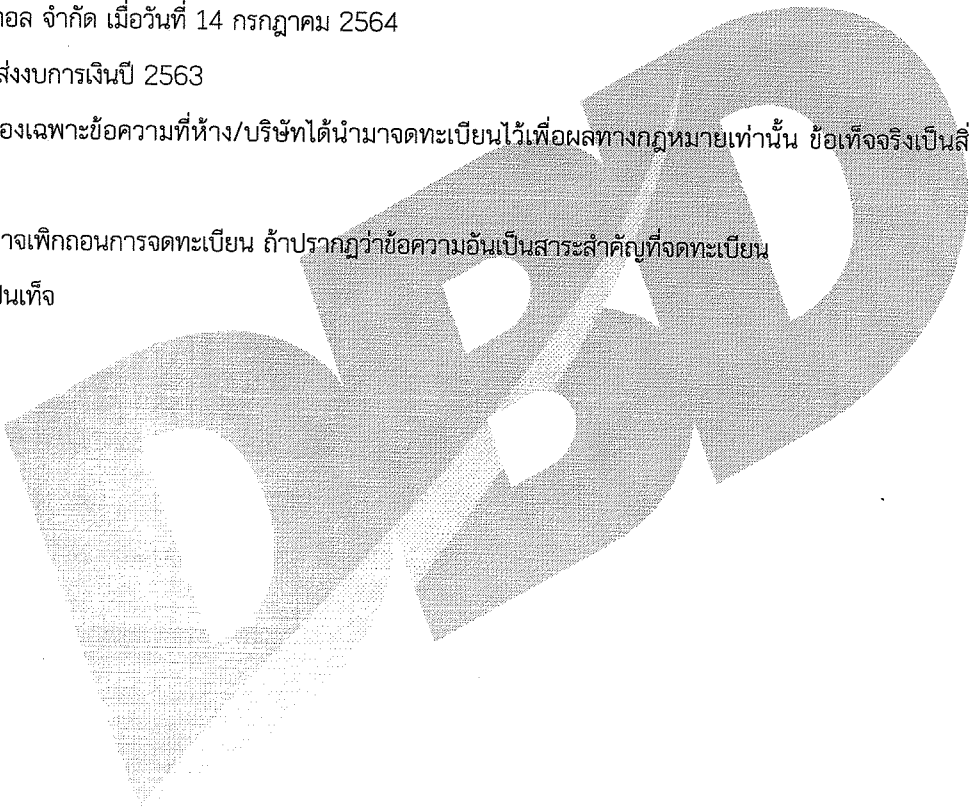 าอล จำกัด เมื่อวันที่ 14 กรกฎาคม 2564
ส่งงบการเงินปี 2563
องเฉพาะข้อความที่ห้าง/บริษัทได้นำมาจดทะเบียนไว้เพื่อผลทางกฎหมายเท่านั้น ข้อเท็จจริงเป็นสิ่
าจเพิกถอนการจดทะเบียน ถ้าปรากฏว่าข้อความอันเป็นสาระสำคัญที่จดทะเบียน
ป็นเท็จ
DBD